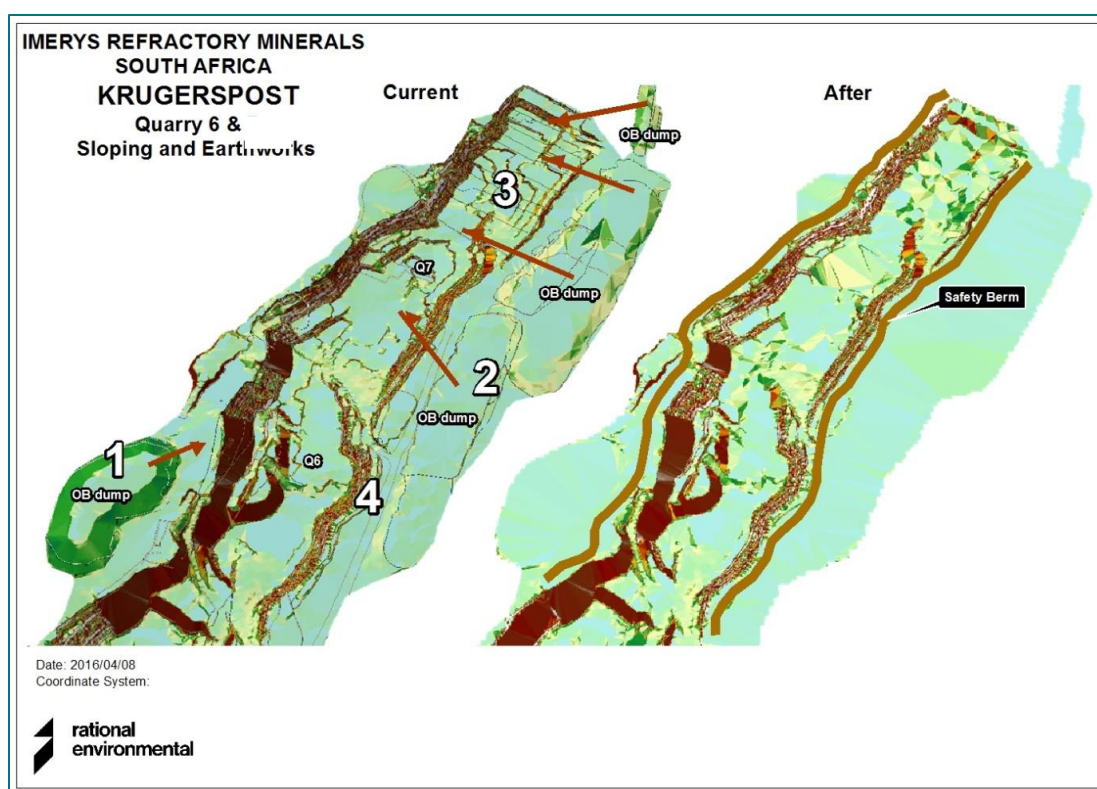 IMERYS REFRACTORY MINERALS
SOUTH AFRICA
KRUGERSPOST
Quarry 6 &
Sloping and Earthworks
Current
After
OB dump
3
Q7
OB dump
Safety Berm
2
OB dump
1
OB dump
Q6
4
Date: 2016/04/08
Coordinate System:
rational
environmental